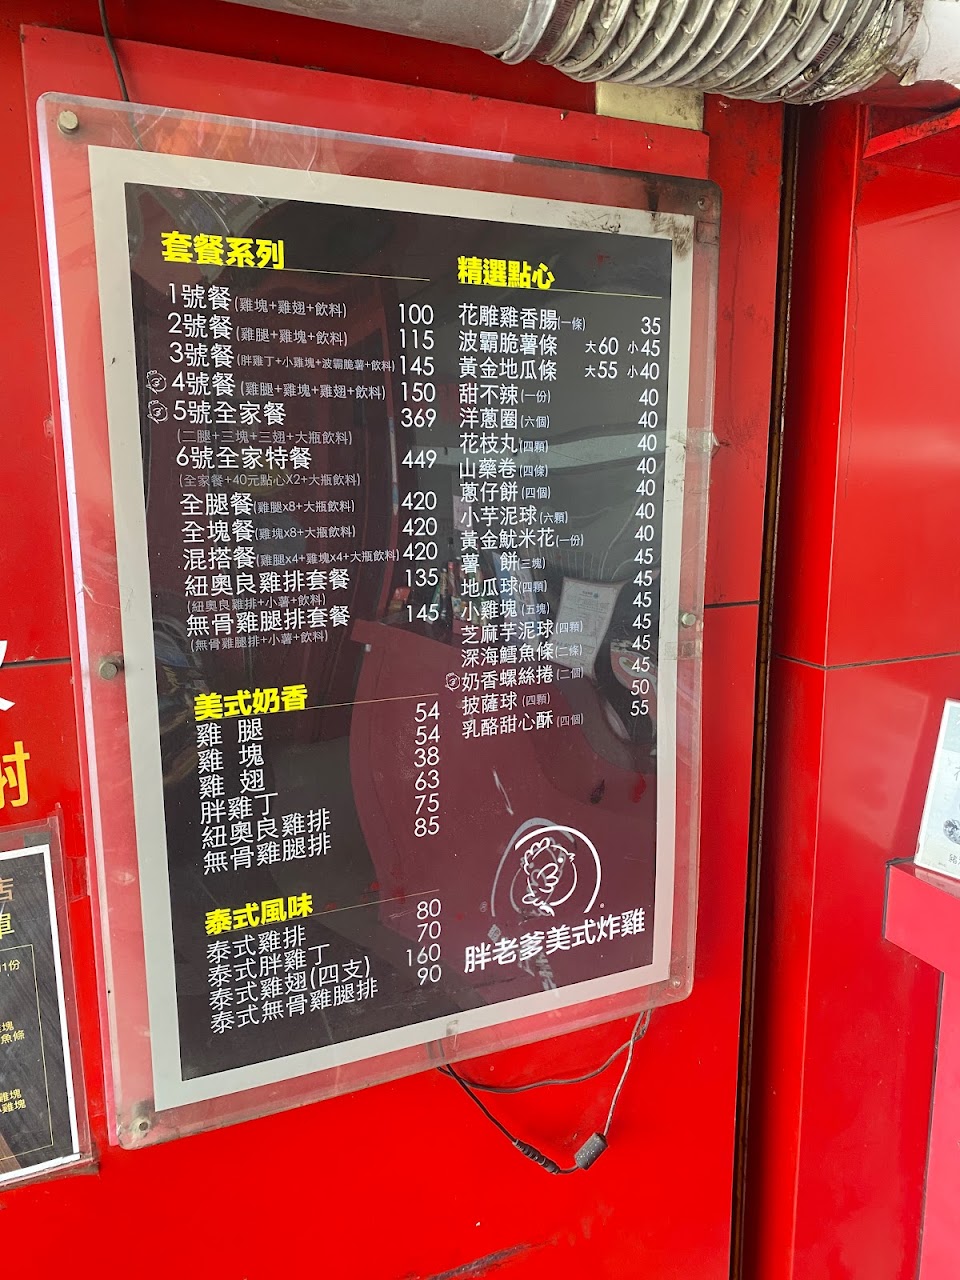 套餐系列
1號餐(雞塊+雞翅+飲料) 100
2號餐(雞腿+雞塊+飲料) 115
3號餐(胖雞丁+小雞塊+波霸脆薯條+飲料) 145
4號餐(雞腿+雞塊+雞翅+飲料) 150
5號全家餐 369
(二腿+三塊+三翅+大瓶飲料)
6號全家特餐 449
(全家餐+40元點心X2+大瓶飲料)
全腿餐(雞腿x8+大瓶飲料) 420
全塊餐(雞塊x8+大瓶飲料) 420
混搭餐(雞腿x4+雞塊x4+大瓶飲料) 420
紐奧良雞排套餐 135
(紐奧良雞排+小薯+飲料)
無骨雞腿排套餐 145
(無骨雞腿排+小薯+飲料)
美式奶香
雞 腿 54
雞 塊 54
雞 翅 38
胖雞丁 63
紐奧良雞排 75
無骨雞腿排 85
泰式風味
泰式雞排 80
泰式胖雞丁 70
泰式雞翅(四支) 160
泰式無骨雞腿排 90
精選點心
花雕雞香腸(一條) 35
波霸脆薯條 大60 小45
黃金地瓜條 大55 小40
甜不辣(一份) 40
洋蔥圈(六個) 40
花枝丸(四顆) 40
山藥卷(四條) 40
蔥仔餅(四個) 40
小芋泥球(六顆) 40
黃金魷米花(一份) 40
薯 餅(三塊) 45
地瓜球(四顆) 45
小雞塊(五塊) 45
芝麻芋泥球(四顆) 45
深海鱈魚條(二條) 45
奶香螺絲捲(二個) 45
披薩球(四顆) 50
乳酪甜心酥(四個) 55
胖老爹美式炸雞
射
店
單
1份
塊
魚條
雞塊
雞塊